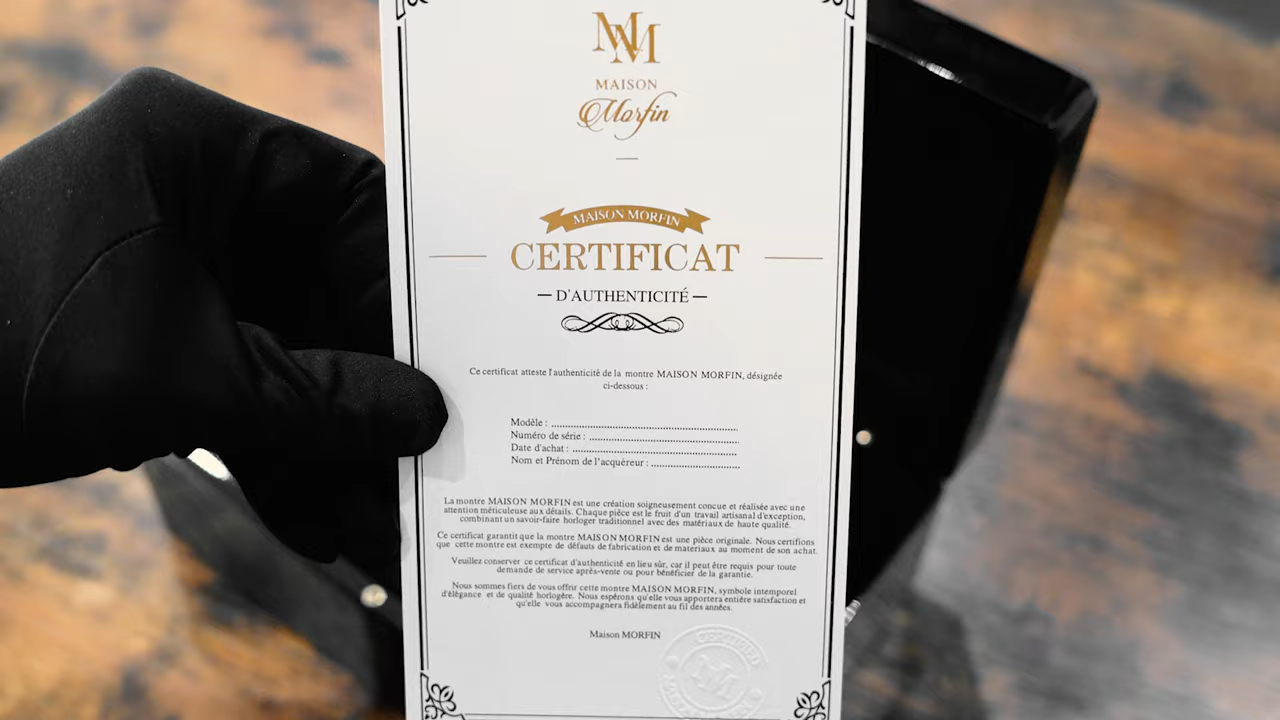 MM
MAISON
Morfin
MAISON MORFIN
CERTIFICAT
D'AUTHENTICITÉ
Ce certificat atteste l'authenticité de la montre MAISON MORFIN, désignée
ci-dessous :
Modèle :
Numéro de série :
Date d'achat :
Nom et Prénom de l'acquéreur :
La montre MAISON MORFIN est une création soigneusement concue et réalisée avec une
attention méticuleuse aux détails. Chaque pièce est le fruit d'un travail artisanal d'exception,
combinant un savoir-faire horloger traditionnel avec des matériaux de haute qualité.
Ce certificat garantit que la montre MAISON MORFIN est une pièce originale. Nous certifions
que cette montre est exempte de défauts de fabrication et de materiaux au moment de son achat.
Veuillez conserver ce certificat d'authenticité en lieu sûr, car il peut être requis pour toute
demande de service après-vente ou pour bénéficier de la garantie.
Nous sommes fiers de vous offrir cette montre MAISON MORFIN, symbole intemporel
d'élégance et de qualité horlogère. Nous espérons qu'elle vous apportera entière satisfaction et
qu'elle vous accompagnera fidèlement au fil des années.
Maison MORFIN
CERTIFIED
MM